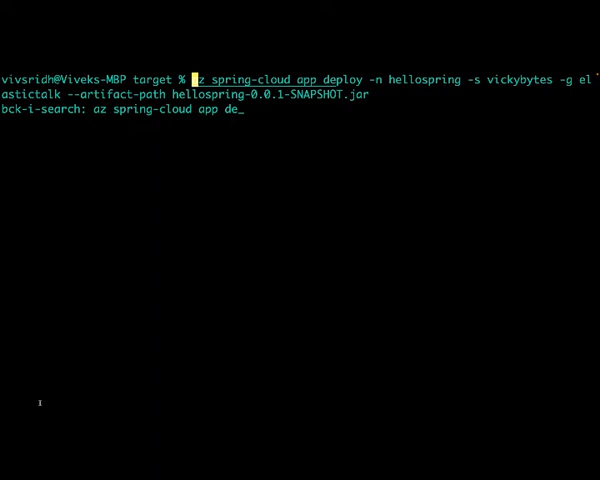 vivsridh@Viveks-MBP target % az spring-cloud app deploy -n hellospring -s vickybytes -g el
astictalk --artifact-path hellospring-0.0.1-SNAPSHOT.jar
bck-i-search: az spring-cloud app de_